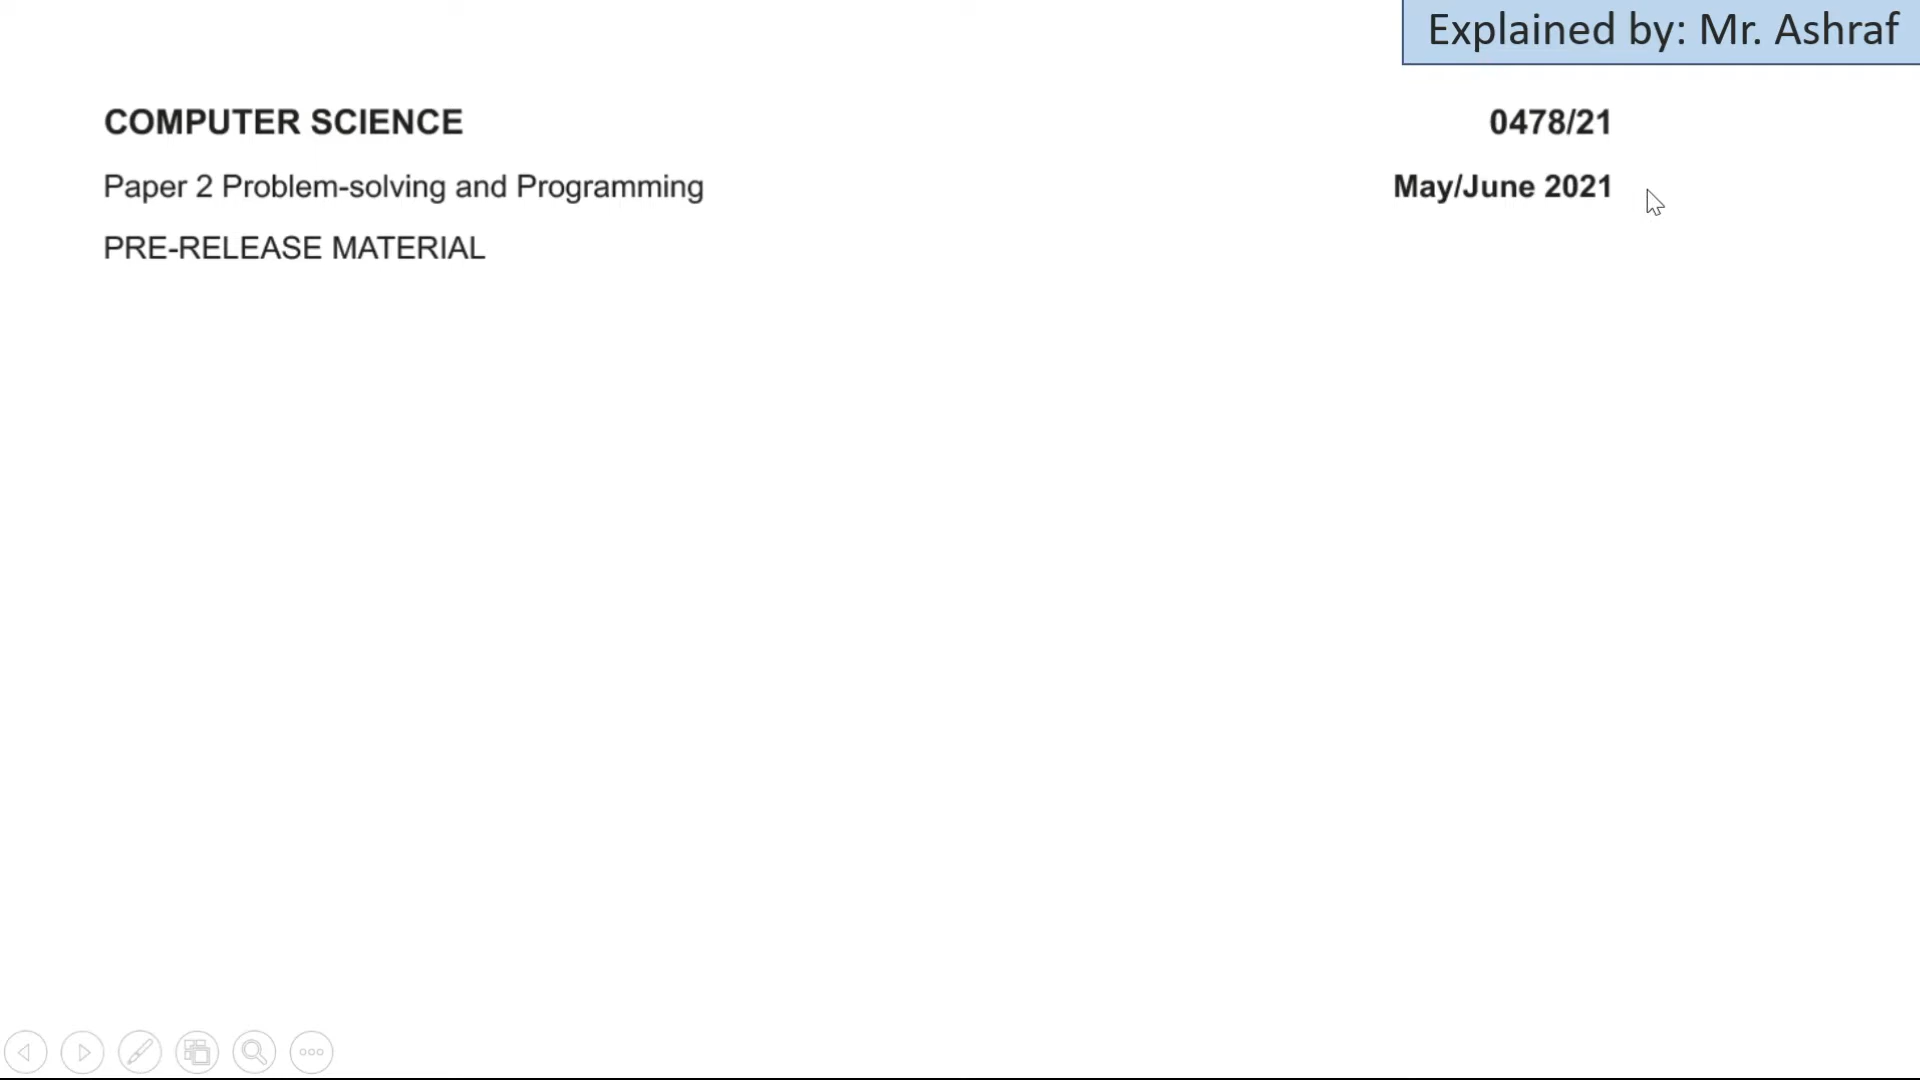 Explained by: Mr. Ashraf
COMPUTER SCIENCE 0478/21
Paper 2 Problem-solving and Programming May/June 2021
PRE-RELEASE MATERIAL